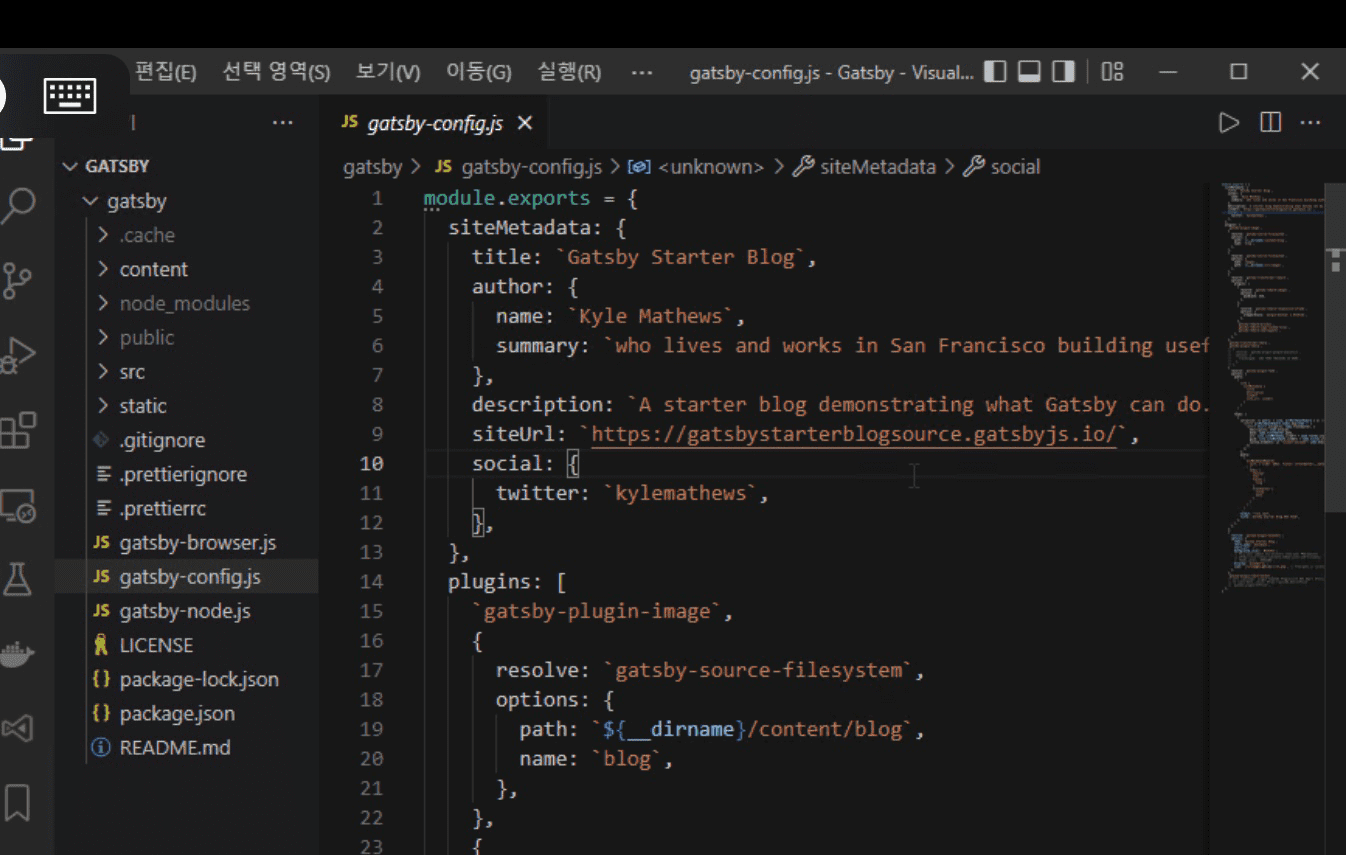 편집(E) 선택 영역(S) 보기(V) 이동(G) 실행(R) ··· gatsby-config.js - Gatsby - Visual...
JS gatsby-config.js
GATSBY
gatsby
.cache
content
node_modules
public
src
static
.gitignore
.prettierignore
.prettierrc
JS gatsby-browser.js
JS gatsby-config.js
JS gatsby-node.js
LICENSE
{} package-lock.json
{} package.json
README.md
gatsby > JS gatsby-config.js > <unknown> > siteMetadata > social
1 module.exports = {
2 siteMetadata: {
3 title: `Gatsby Starter Blog`,
4 author: {
5 name: `Kyle Mathews`,
6 summary: `who lives and works in San Francisco building usef
7 },
8 description: `A starter blog demonstrating what Gatsby can do.
9 siteUrl: `https://gatsbystarterblogsource.gatsbyjs.io/`,
10 social: {
11 twitter: `kylemathews`,
12 },
13 },
14 plugins: [
15 `gatsby-plugin-image`,
16 {
17 resolve: `gatsby-source-filesystem`,
18 options: {
19 path: `${__dirname}/content/blog`,
20 name: `blog`,
21 },
22 },
23 {